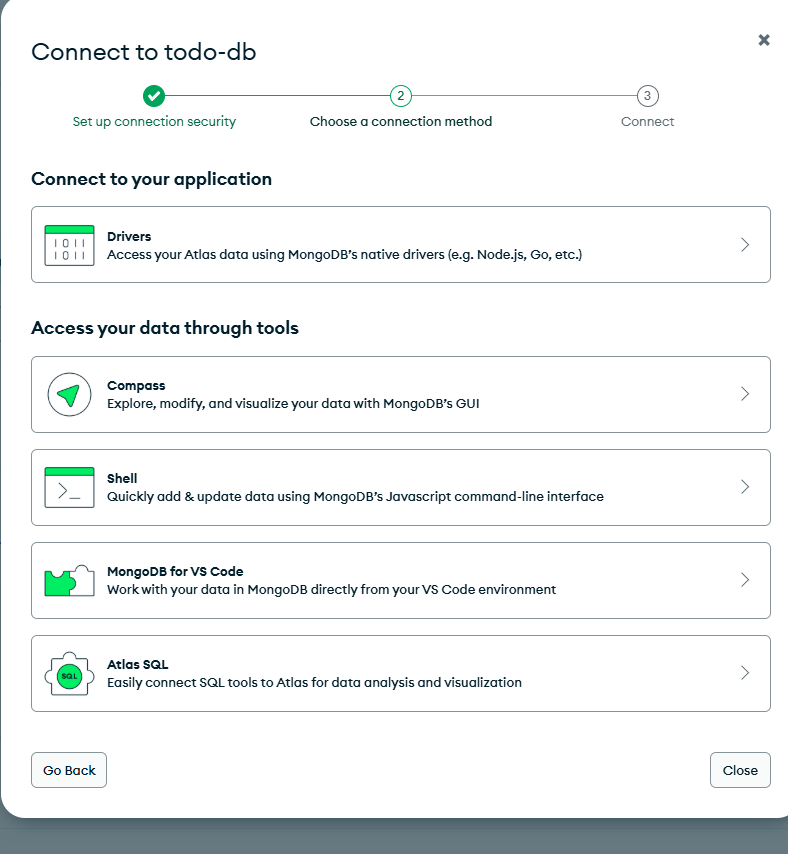 Connect to todo-db
2
3
Set up connection security
Choose a connection method
Connect
Connect to your application
1011
1011
Drivers
Access your Atlas data using MongoDB's native drivers (e.g. Node.js, Go, etc.)
Access your data through tools
Compass
Explore, modify, and visualize your data with MongoDB's GUI
>_
Shell
Quickly add & update data using MongoDB's Javascript command-line interface
MongoDB for VS Code
Work with your data in MongoDB directly from your VS Code environment
SQL
Atlas SQL
Easily connect SQL tools to Atlas for data analysis and visualization
Go Back
Close